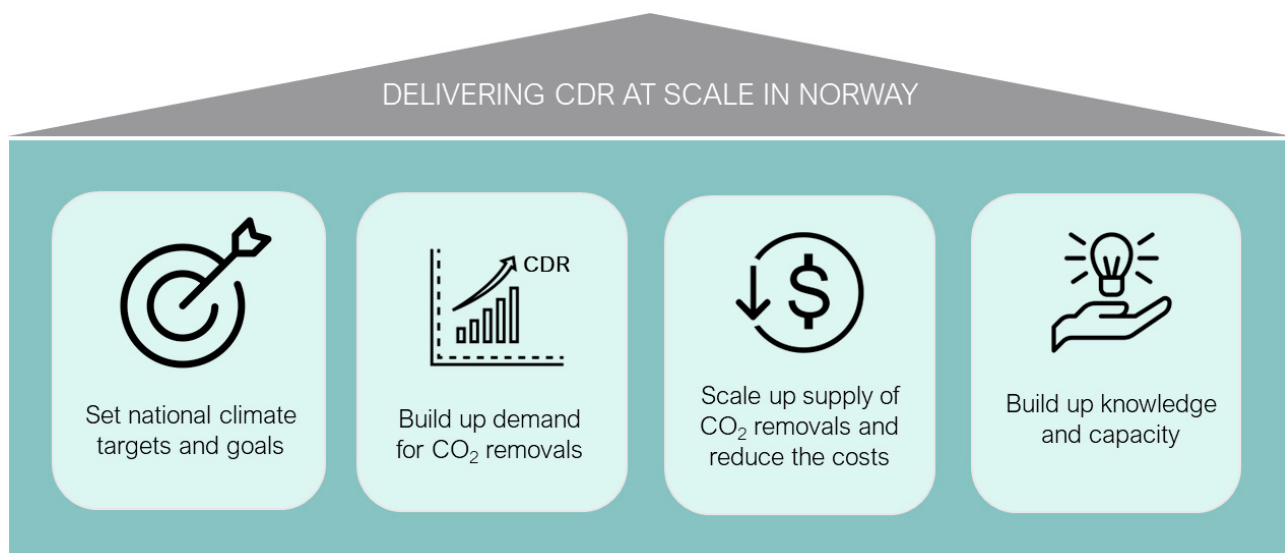 DELIVERING CDR AT SCALE IN NORWAY
CDR
$
Set national climate
targets and goals
Build up demand
for CO₂ removals
Scale up supply of
CO₂ removals and
reduce the costs
Build up knowledge
and capacity